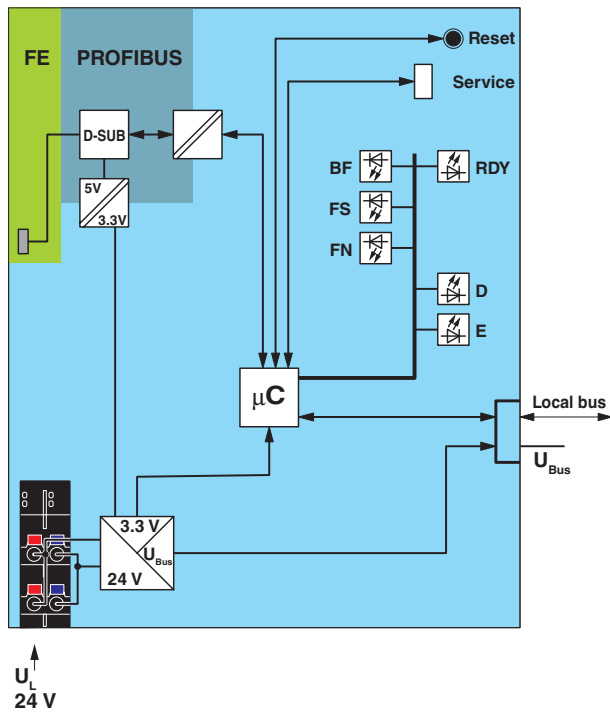 FE
PROFIBUS
Reset
Service
D-SUB
BF
RDY
5V
3.3V
FS
FN
D
E
μC
Local bus
U Bus
3.3 V
U Bus
24 V
U L
24 V